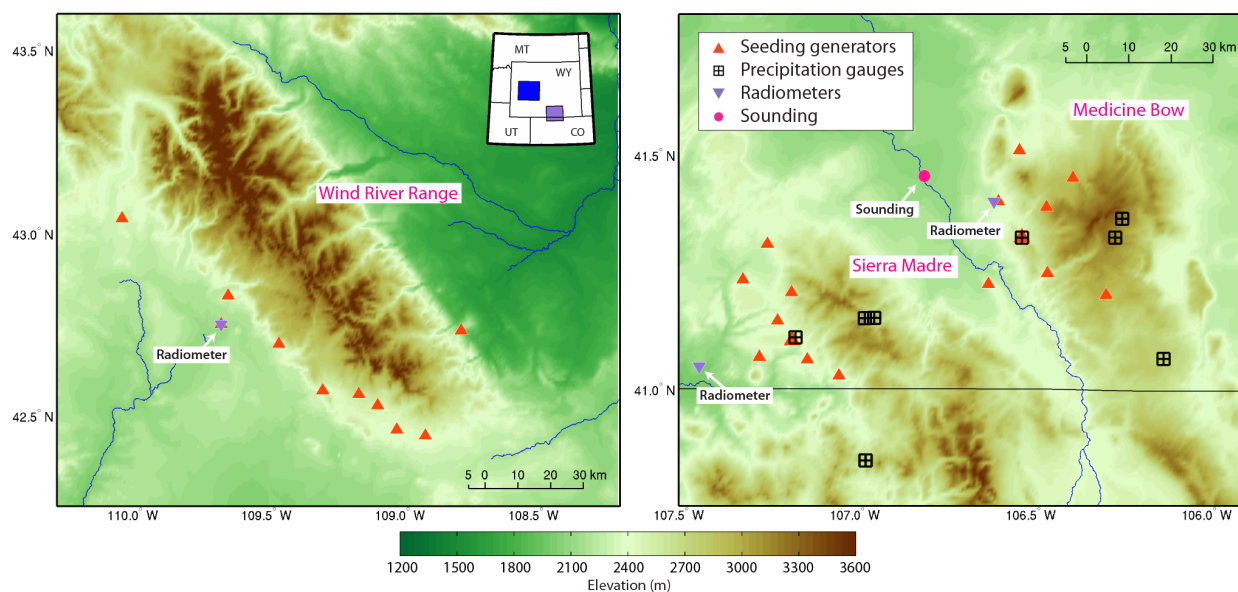 43.5° N
43.0° N
42.5° N
110.0° W
109.5° W
109.0° W
108.5° W
MT
WY
UT
CO
Wind River Range
Radiometer
5 0 10 20 30 km
Seeding generators
Precipitation gauges
Radiometers
Sounding
5 0 10 20 30 km
Medicine Bow
41.5° N
Sounding
Radiometer
Sierra Madre
41.0° N
Radiometer
107.5° W
107.0° W
106.5° W
106.0° W
1200 1500 1800 2100 2400 2700 3000 3300 3600
Elevation (m)